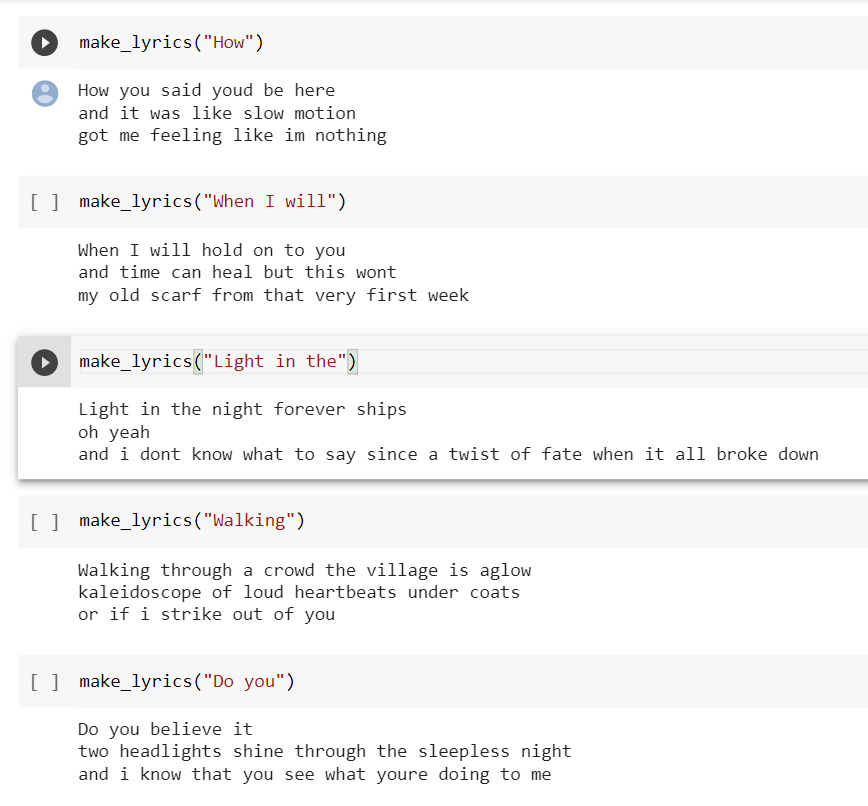 make_lyrics("How")
How you said youd be here
and it was like slow motion
got me feeling like im nothing
[ ] make_lyrics("When I will")
When I will hold on to you
and time can heal but this wont
my old scarf from that very first week
make_lyrics("Light in the")
Light in the night forever ships
oh yeah
and i dont know what to say since a twist of fate when it all broke down
[ ] make_lyrics("Walking")
Walking through a crowd the village is aglow
kaleidoscope of loud heartbeats under coats
or if i strike out of you
[ ] make_lyrics("Do you")
Do you believe it
two headlights shine through the sleepless night
and i know that you see what youre doing to me